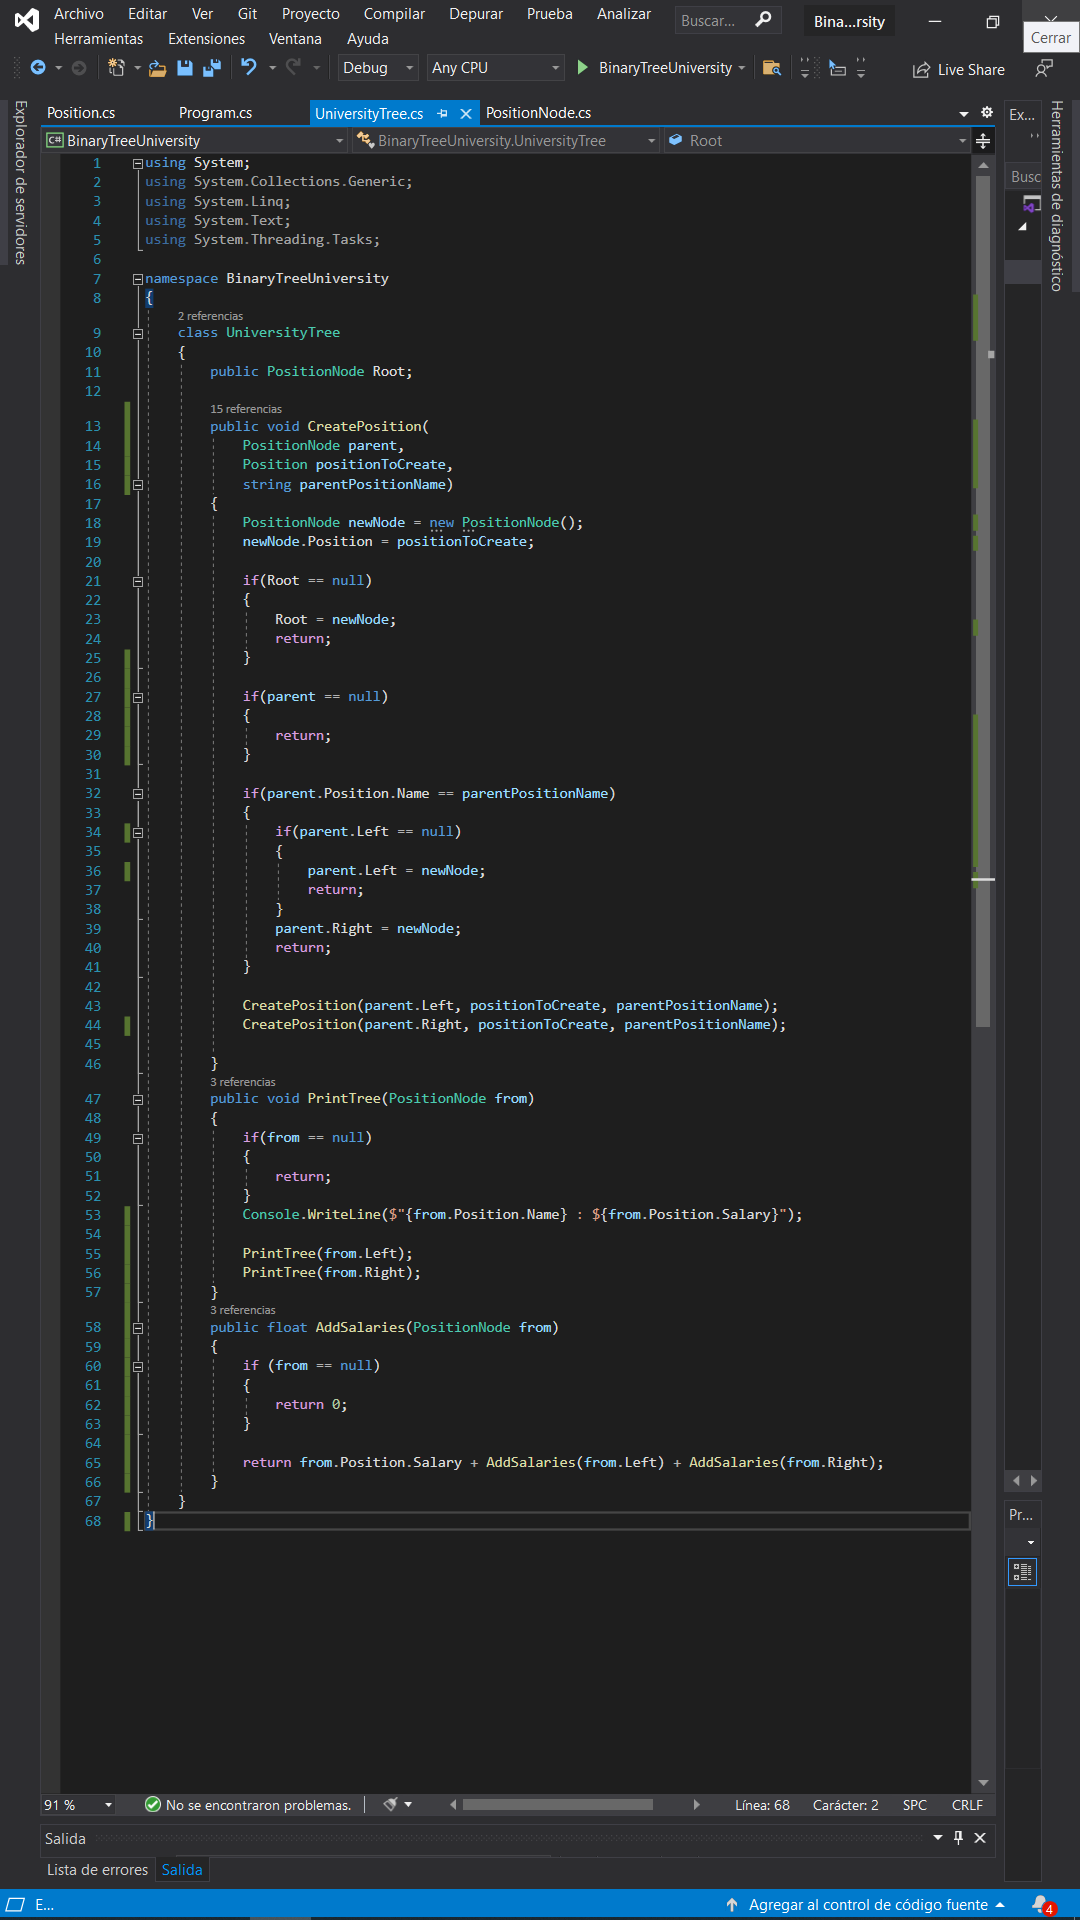 Archivo Editar Ver Git Proyecto Compilar Depurar Prueba Analizar Buscar... Bina...rsity
Herramientas Extensiones Ventana Ayuda
Cerrar
Debug Any CPU BinaryTreeUniversity Live Share
Explorador de servidores
Position.cs Program.cs UniversityTree.cs PositionNode.cs
C# BinaryTreeUniversity BinaryTreeUniversity.UniversityTree Root
Ex...
Busc
Herramientas de diagnóstico
1 using System;
2 using System.Collections.Generic;
3 using System.Linq;
4 using System.Text;
5 using System.Threading.Tasks;
6
7 namespace BinaryTreeUniversity
8 {
2 referencias
9 class UniversityTree
10 {
11 public PositionNode Root;
12
15 referencias
13 public void CreatePosition(
14 PositionNode parent,
15 Position positionToCreate,
16 string parentPositionName)
17 {
18 PositionNode newNode = new PositionNode();
19 newNode.Position = positionToCreate;
20
21 if(Root == null)
22 {
23 Root = newNode;
24 return;
25 }
26
27 if(parent == null)
28 {
29 return;
30 }
31
32 if(parent.Position.Name == parentPositionName)
33 {
34 if(parent.Left == null)
35 {
36 parent.Left = newNode;
37 return;
38 }
39 parent.Right = newNode;
40 return;
41 }
42
43 CreatePosition(parent.Left, positionToCreate, parentPositionName);
44 CreatePosition(parent.Right, positionToCreate, parentPositionName);
45
46 }
3 referencias
47 public void PrintTree(PositionNode from)
48 {
49 if(from == null)
50 {
51 return;
52 }
53 Console.WriteLine($"{from.Position.Name} : ${from.Position.Salary}");
54
55 PrintTree(from.Left);
56 PrintTree(from.Right);
57 }
3 referencias
58 public float AddSalaries(PositionNode from)
59 {
60 if (from == null)
61 {
62 return 0;
63 }
64
65 return from.Position.Salary + AddSalaries(from.Left) + AddSalaries(from.Right);
66 }
67 }
68 }
Pr...
91 % No se encontraron problemas. Línea: 68 Carácter: 2 SPC CRLF
Salida
Lista de errores Salida
E... Agregar al control de código fuente 4